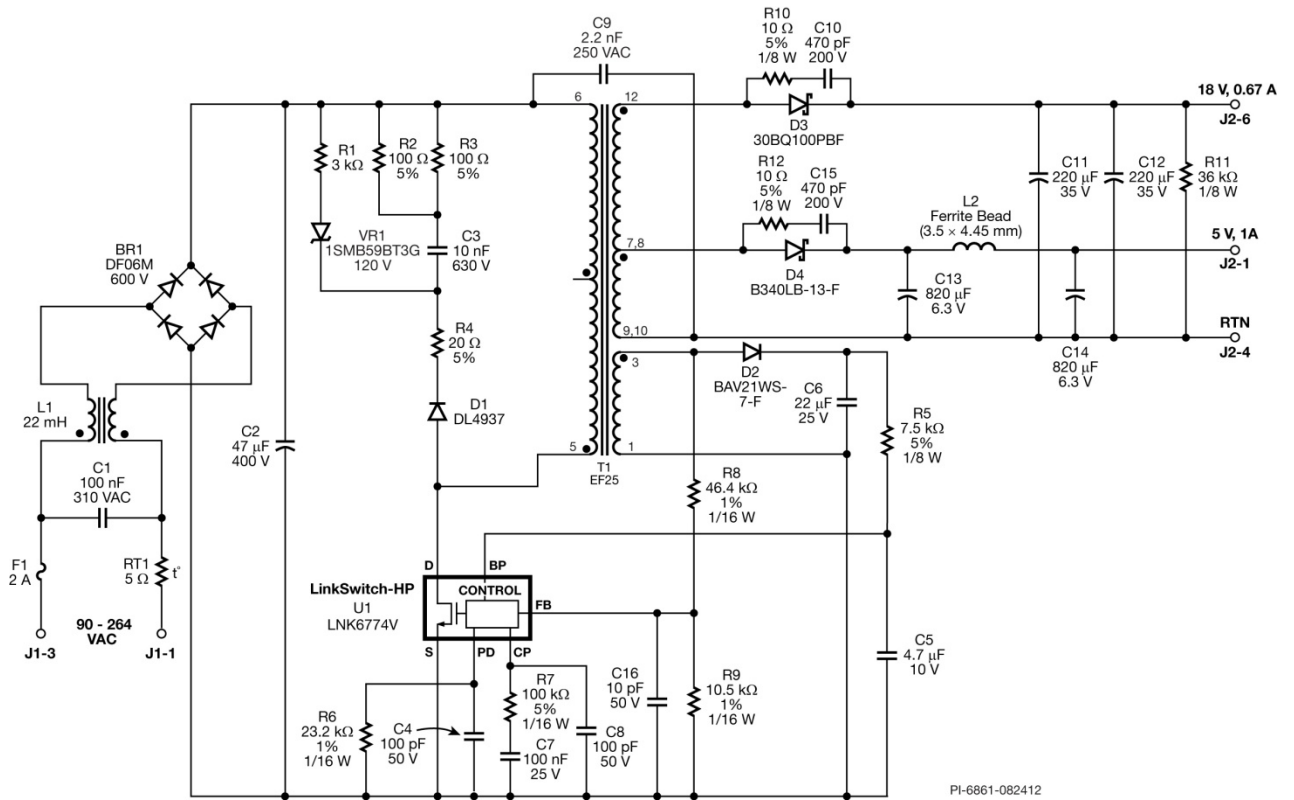 C9
2.2 nF
250 VAC
R10
10 Ω
5%
1/8 W
C10
470 pF
200 V
6
12
D3
30BQ100PBF
18 V, 0.67 A
J2-6
R1
3 kΩ
R2
100 Ω
5%
R3
100 Ω
5%
R12
10 Ω
5%
1/8 W
C15
470 pF
200 V
C11
220 µF
35 V
C12
220 µF
35 V
R11
36 kΩ
1/8 W
L2
Ferrite Bead
(3.5 × 4.45 mm)
VR1
1SMB59BT3G
120 V
C3
10 nF
630 V
7,8
D4
B340LB-13-F
5 V, 1A
J2-1
BR1
DF06M
600 V
C13
820 µF
6.3 V
R4
20 Ω
5%
9,10
RTN
J2-4
C14
820 µF
6.3 V
3
D2
BAV21WS-
7-F
C6
22 µF
25 V
D1
DL4937
R5
7.5 kΩ
5%
1/8 W
L1
22 mH
C2
47 µF
400 V
5
1
T1
EF25
C1
100 nF
310 VAC
R8
46.4 kΩ
1%
1/16 W
F1
2 A
RT1
5 Ω
t°
D
BP
LinkSwitch-HP
U1
LNK6774V
CONTROL
FB
S
PD
CP
90 - 264
VAC
J1-3
J1-1
C5
4.7 µF
10 V
R6
23.2 kΩ
1%
1/16 W
C4
100 pF
50 V
R7
100 kΩ
5%
1/16 W
C7
100 nF
25 V
C8
100 pF
50 V
C16
10 pF
50 V
R9
10.5 kΩ
1%
1/16 W
PI-6861-082412